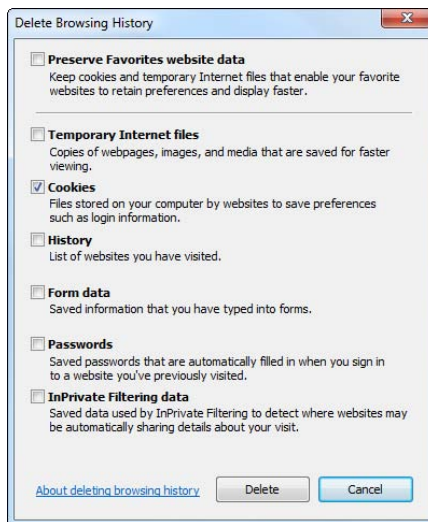 Delete Browsing History
Preserve Favorites website data
Keep cookies and temporary Internet files that enable your favorite
websites to retain preferences and display faster.
Temporary Internet files
Copies of webpages, images, and media that are saved for faster
viewing.
Cookies
Files stored on your computer by websites to save preferences
such as login information.
History
List of websites you have visited.
Form data
Saved information that you have typed into forms.
Passwords
Saved passwords that are automatically filled in when you sign in
to a website you've previously visited.
InPrivate Filtering data
Saved data used by InPrivate Filtering to detect where websites may
be automatically sharing details about your visit.
About deleting browsing history Delete Cancel